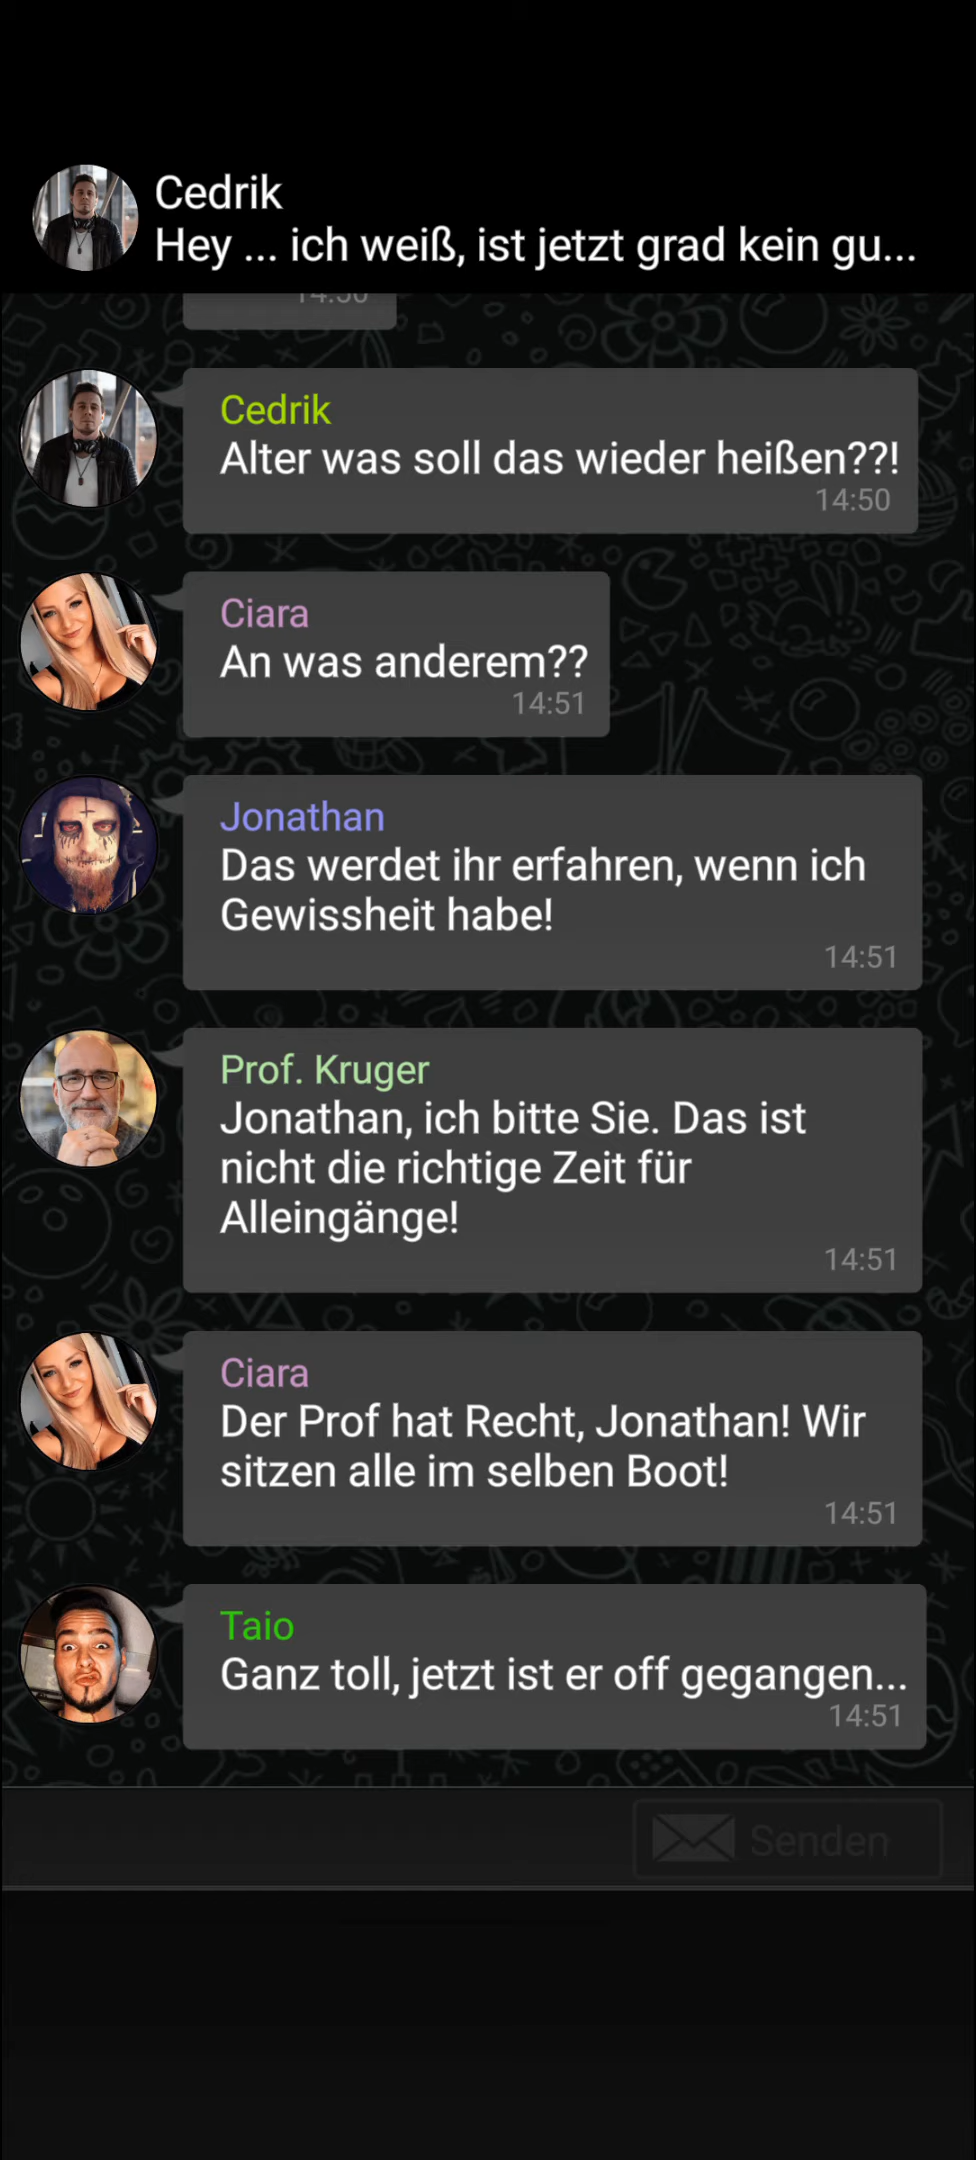 Cedrik
Hey ... ich weiß, ist jetzt grad kein gu...
14:50
Cedrik
Alter was soll das wieder heißen??!
14:50
Ciara
An was anderem??
14:51
Jonathan
Das werdet ihr erfahren, wenn ich
Gewissheit habe!
14:51
Prof. Kruger
Jonathan, ich bitte Sie. Das ist
nicht die richtige Zeit für
Alleingänge!
14:51
Ciara
Der Prof hat Recht, Jonathan! Wir
sitzen alle im selben Boot!
14:51
Taio
Ganz toll, jetzt ist er off gegangen...
14:51
Senden